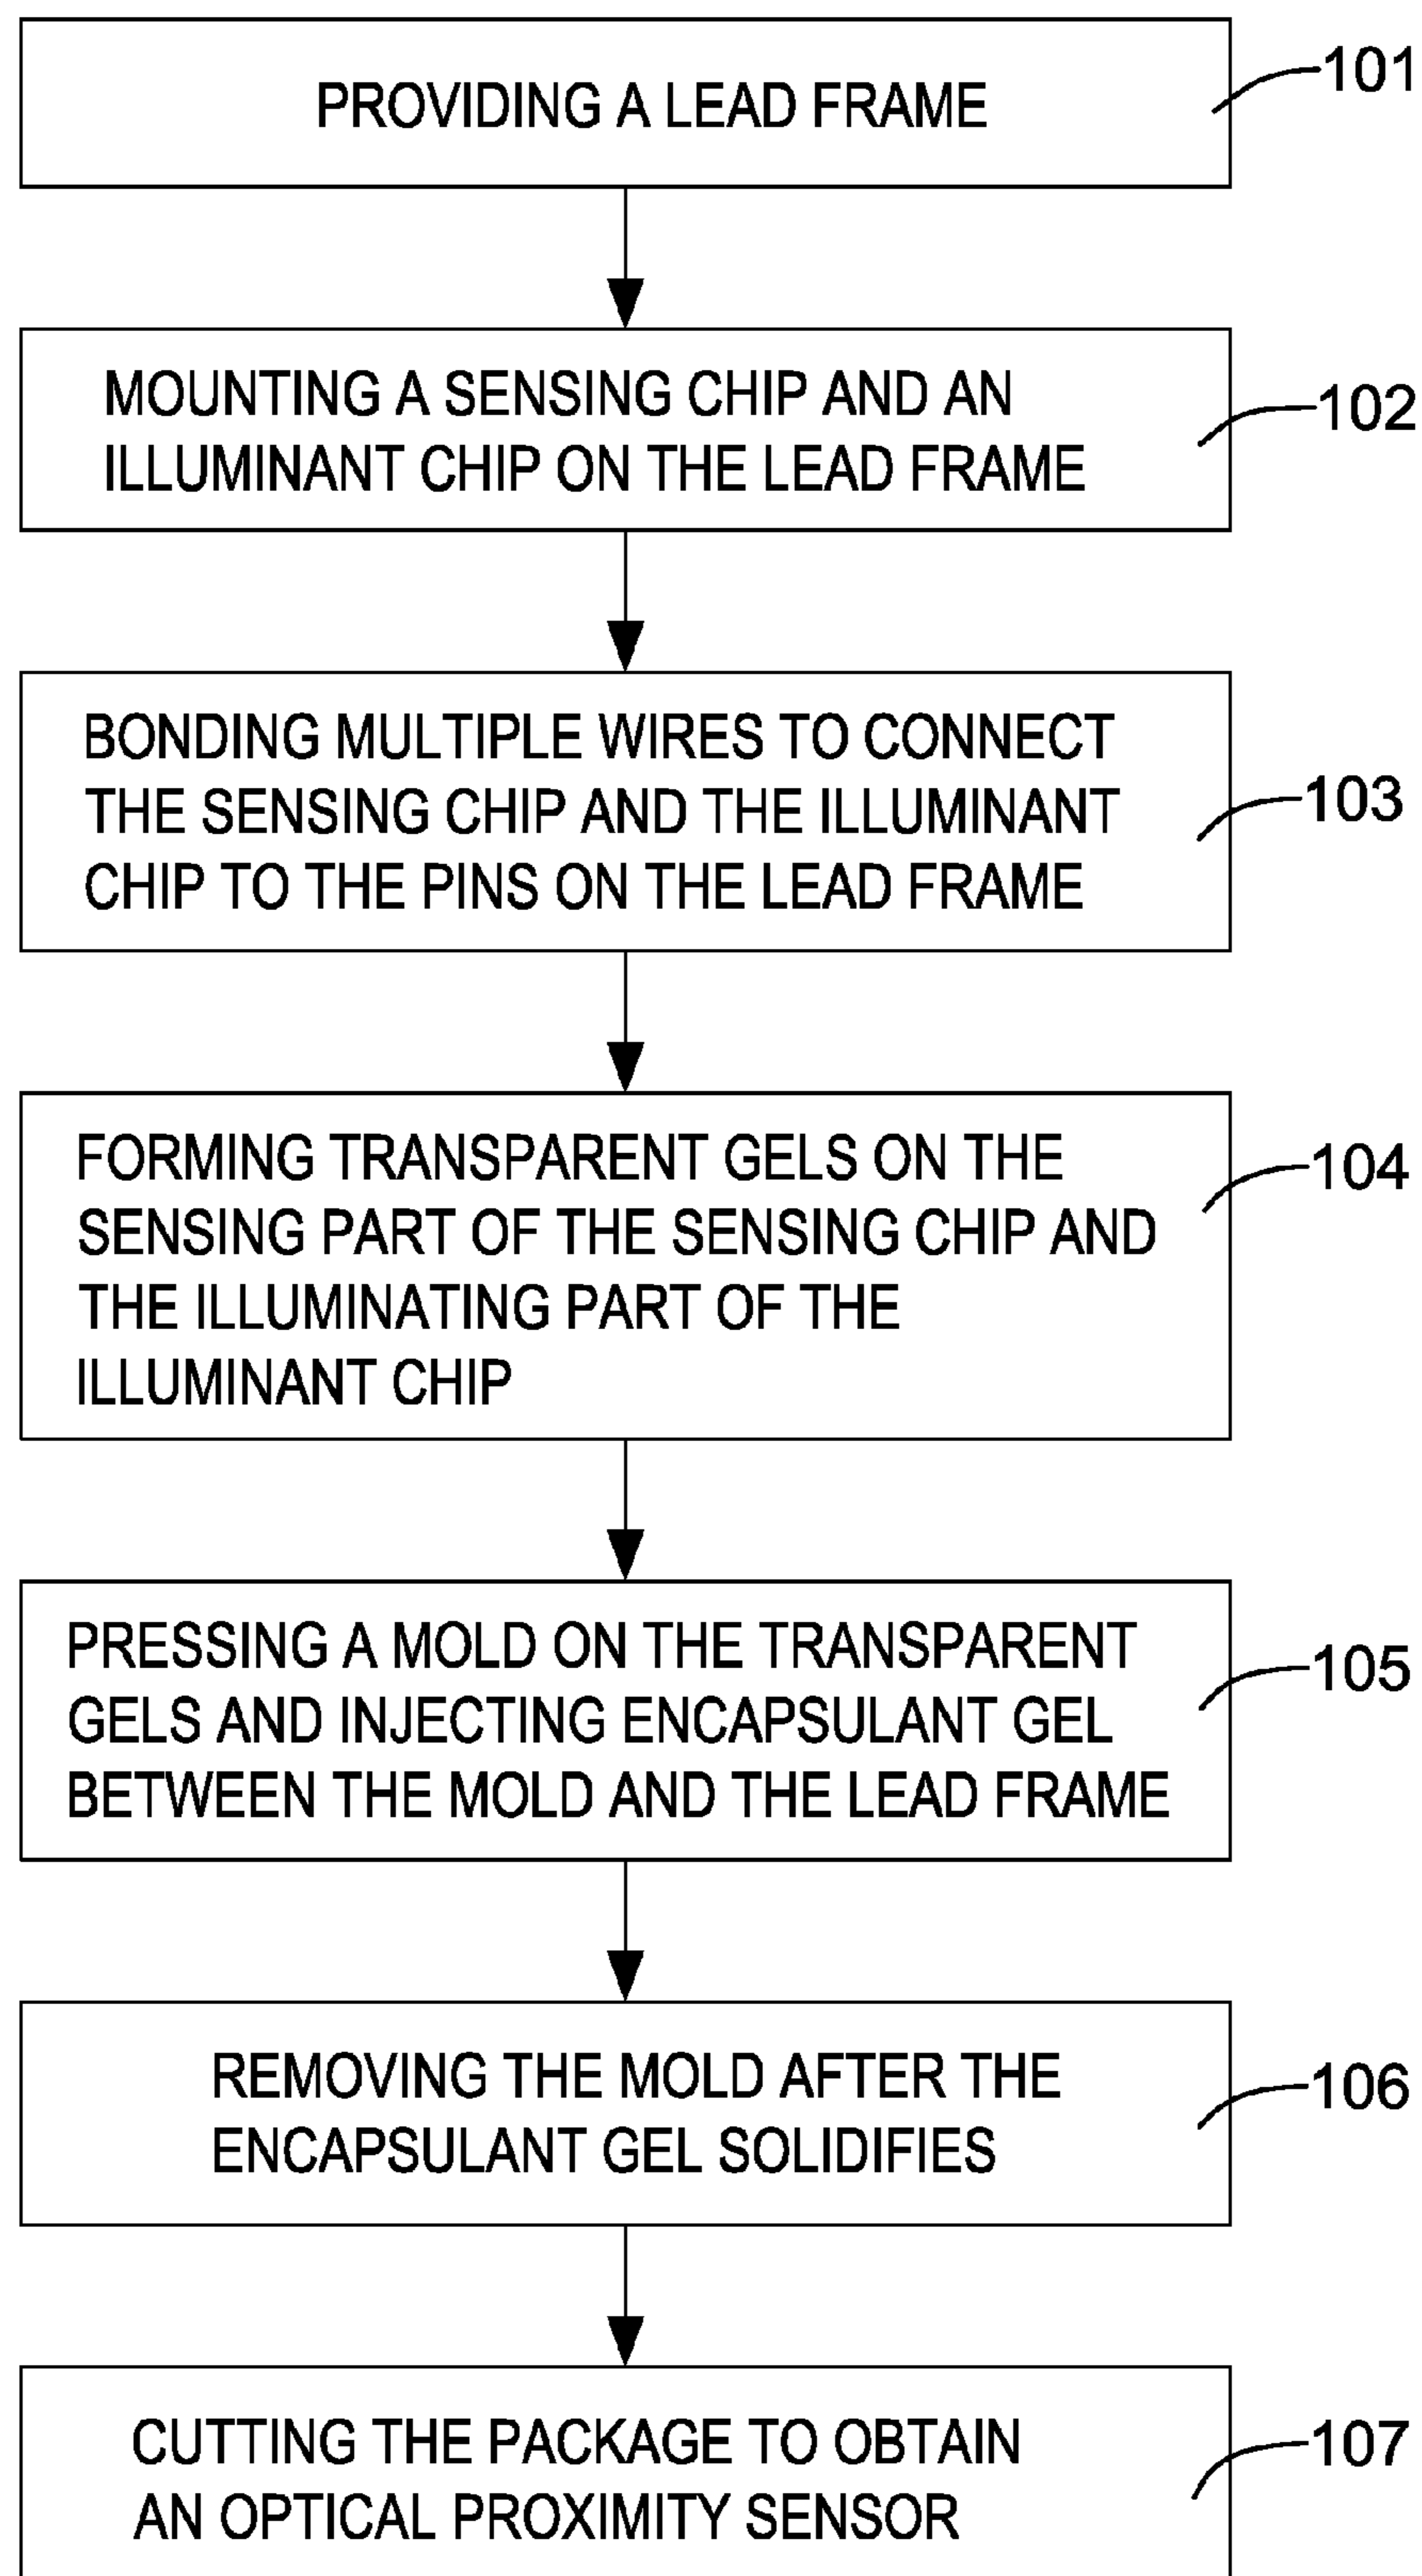 PROVIDING A LEAD FRAME
101
MOUNTING A SENSING CHIP AND AN
ILLUMINANT CHIP ON THE LEAD FRAME
102
BONDING MULTIPLE WIRES TO CONNECT
THE SENSING CHIP AND THE ILLUMINANT
CHIP TO THE PINS ON THE LEAD FRAME
103
FORMING TRANSPARENT GELS ON THE
SENSING PART OF THE SENSING CHIP AND
THE ILLUMINATING PART OF THE
ILLUMINANT CHIP
104
PRESSING A MOLD ON THE TRANSPARENT
GELS AND INJECTING ENCAPSULANT GEL
BETWEEN THE MOLD AND THE LEAD FRAME
105
REMOVING THE MOLD AFTER THE
ENCAPSULANT GEL SOLIDIFIES
106
CUTTING THE PACKAGE TO OBTAIN
AN OPTICAL PROXIMITY SENSOR
107